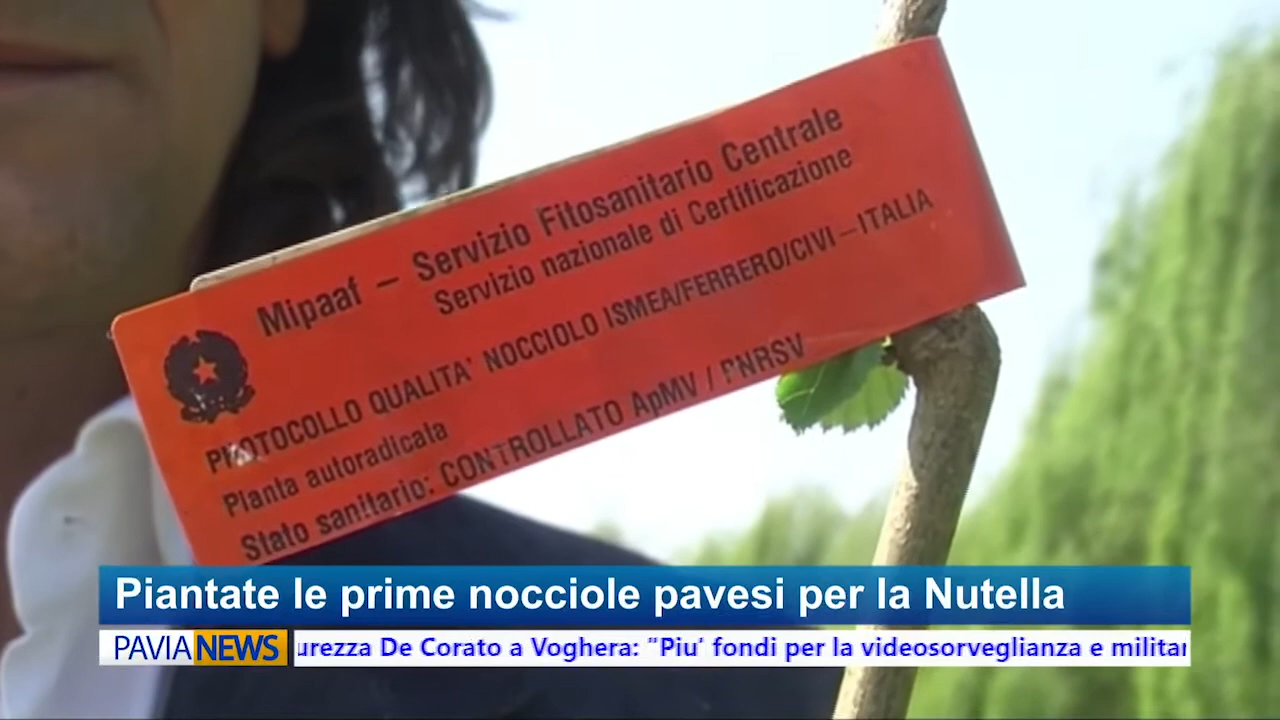 Mipaaf – Servizio Fitosanitario Centrale
Servizio nazionale di Certificazione
PROTOCOLLO QUALITA' NOCCIOLO ISMEA/FERRERO/CIVI – ITALIA
Planta autoradicala
Stato sanitario: CONTROLLATO ApMV / PNRSV
Piantate le prime nocciole pavesi per la Nutella
PAVIA NEWS
urezza De Corato a Voghera: “Piu’ fondi per la videosorveglianza e militar